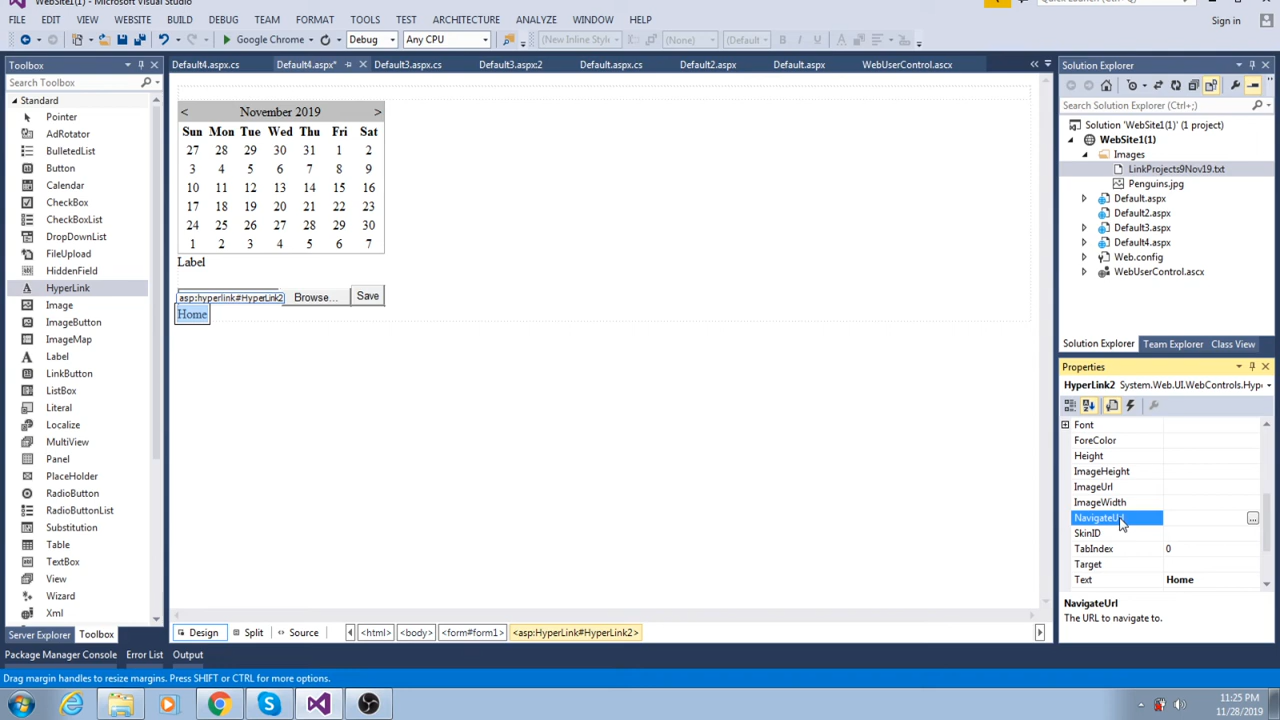 WebSite1(1) - Microsoft Visual Studio
Quick Launch (Ctrl+Q)
FILE EDIT VIEW WEBSITE BUILD DEBUG TEAM FORMAT TOOLS TEST ARCHITECTURE ANALYZE WINDOW HELP
Sign in
Google Chrome Debug Any CPU (New Inline Style) (None) (Default)
Toolbox
Search Toolbox
Standard
Pointer
AdRotator
BulletedList
Button
Calendar
CheckBox
CheckBoxList
DropDownList
FileUpload
HiddenField
HyperLink
Image
ImageButton
ImageMap
Label
LinkButton
ListBox
Literal
Localize
MultiView
Panel
PlaceHolder
RadioButton
RadioButtonList
Substitution
Table
TextBox
View
Wizard
Xml
Server Explorer Toolbox
Default4.aspx.cs Default4.aspx* Default3.aspx.cs Default3.aspx:2 Default.aspx.cs Default2.aspx Default.aspx WebUserControl.ascx
< November 2019 >
Sun Mon Tue Wed Thu Fri Sat
27 28 29 30 31 1 2
3 4 5 6 7 8 9
10 11 12 13 14 15 16
17 18 19 20 21 22 23
24 25 26 27 28 29 30
1 2 3 4 5 6 7
Label
asp:hyperlink#HyperLink2 Browse... Save
Home
Design Split Source <html> <body> <form#form1> <asp:HyperLink#HyperLink2>
Solution Explorer
Search Solution Explorer (Ctrl+;)
Solution 'WebSite1(1)' (1 project)
WebSite1(1)
Images
LinkProjects9Nov19.txt
Penguins.jpg
Default.aspx
Default2.aspx
Default3.aspx
Default4.aspx
Web.config
WebUserControl.ascx
Solution Explorer Team Explorer Class View
Properties
HyperLink2 System.Web.UI.WebControls.Hype
Font
ForeColor
Height
ImageHeight
ImageUrl
ImageWidth
NavigateUrl ...
SkinID
TabIndex 0
Target
Text Home
NavigateUrl
The URL to navigate to.
Package Manager Console Error List Output
Drag margin handles to resize margins. Press SHIFT or CTRL for more options.
11:25 PM
11/28/2019